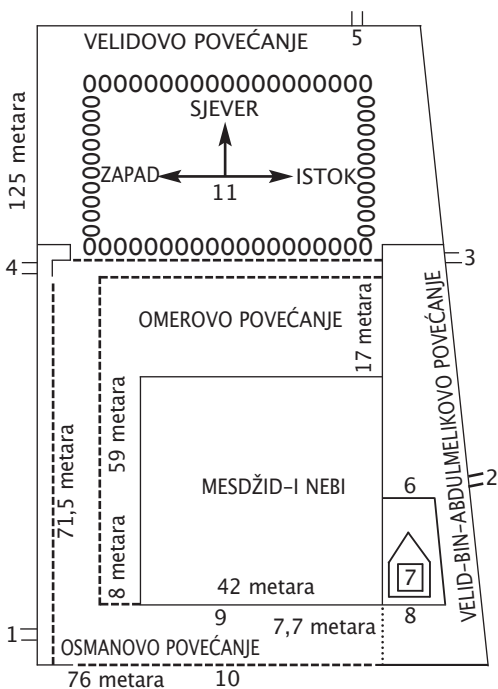 VELIDOVO POVEĆANJE
5
125 metara
OOOOOOOOOOOOOOOOOOOO
SJEVER
ZAPAD
ISTOK
11
OOOOOOOOOOOOOOOOOOOO
4
3
OMEROVO POVEĆANJE
17 metara
VELID-BIN-ABDULMELIKOVO POVEĆANJE
59 metara
71,5 metara
MESDŽID-I NEBI
2
6
8 metara
7
42 metara
9
7,7 metara
8
1
OSMANOVO POVEĆANJE
76 metara
10